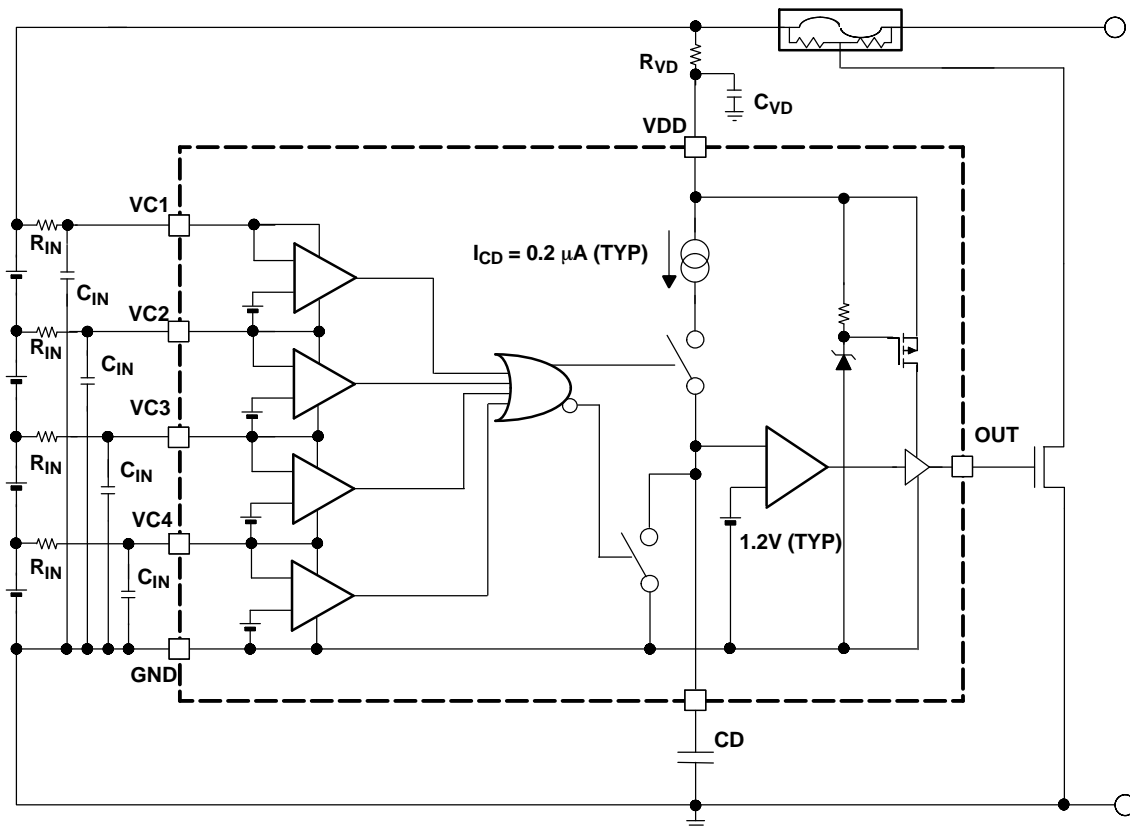 RVD
CVD
VDD
VC1
RIN
CIN
ICD = 0.2 μA (TYP)
VC2
RIN
CIN
VC3
RIN
CIN
OUT
VC4
RIN
CIN
1.2V (TYP)
GND
CD